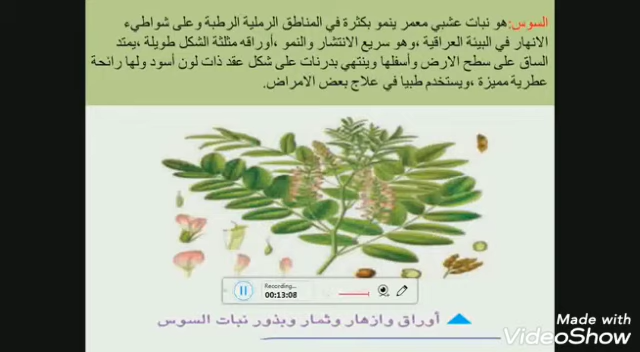 السوس: هو نبات عشبي معمر ينمو بكثرة في المناطق الرملية الرطبة وعلى شواطيء
الانهار في البيئة العراقية ،وهو سريع الانتشار والنمو ،أوراقه مثلثة الشكل طويلة ،يمتد
الساق على سطح الارض وأسفلها وينتهي بدرنات على شكل عقد ذات لون أسود ولها رائحة
عطرية مميزة ،ويستخدم طبيا في علاج بعض الامراض.
Recording...
00:13:08
أوراق وازهار وثمار وبذور نبات السوس
Made with
VideoShow